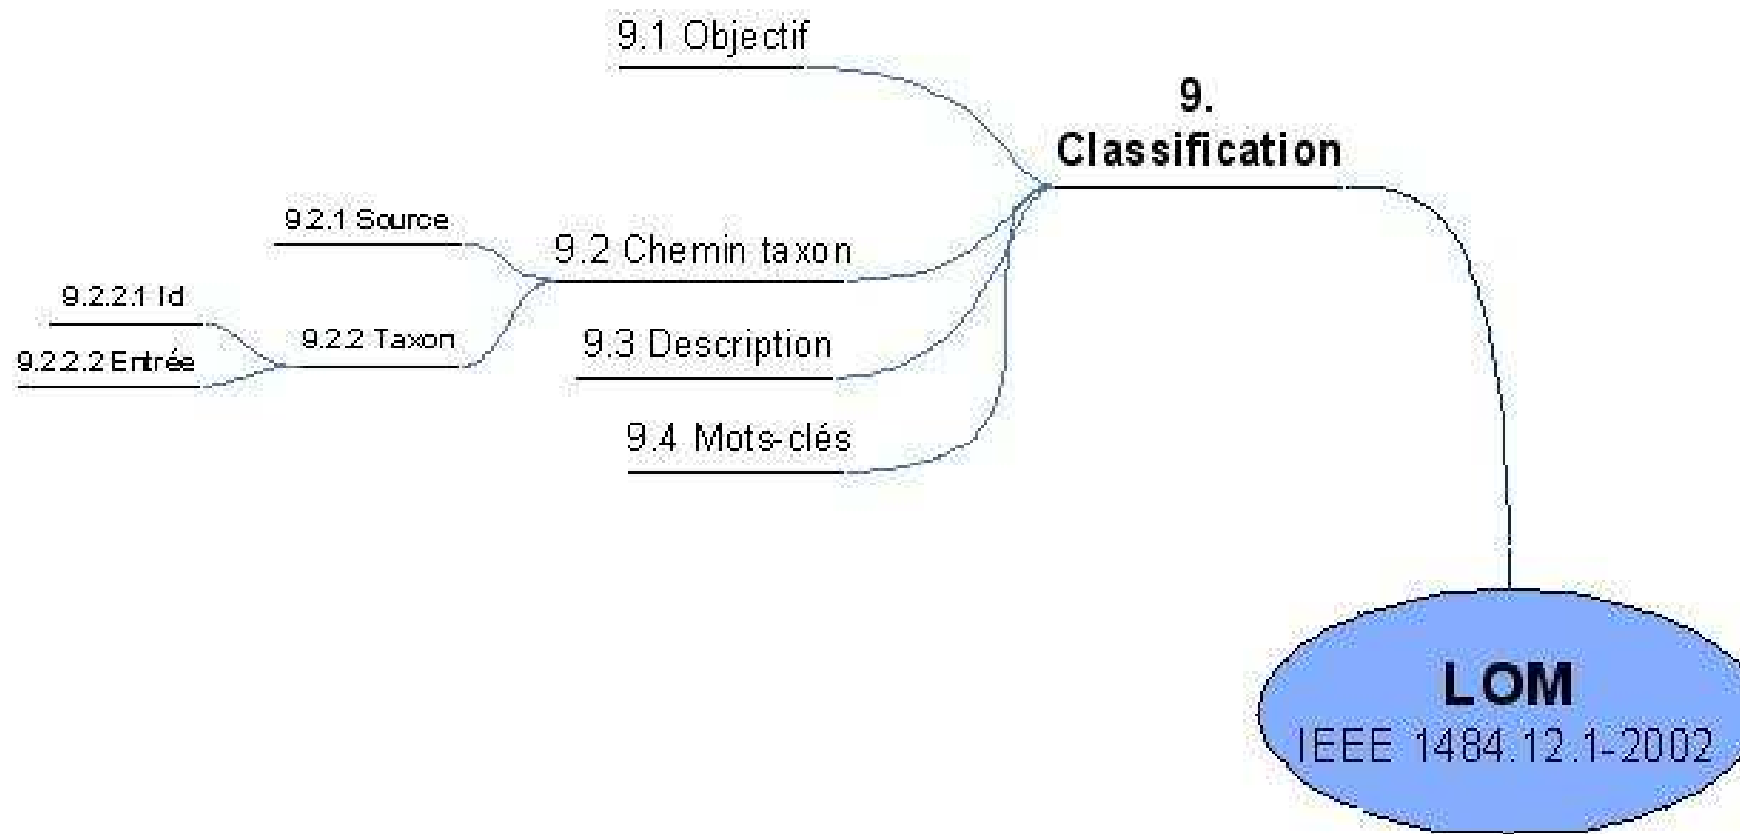 9.1 Objectif
9.
Classification
9.2.1 Source
9.2 Chemin taxon
9.2.2.1 Id
9.2.2 Taxon
9.2.2.2 Entrée
9.3 Description
9.4 Mots-clés
LOM
IEEE 1484.12.1-2002